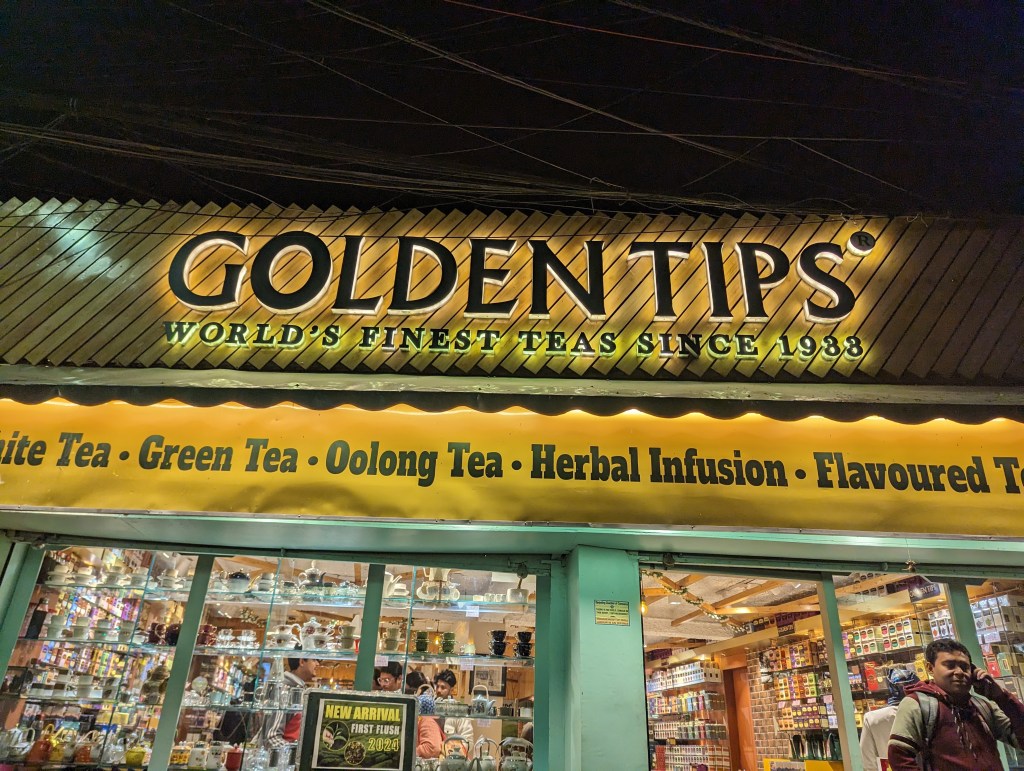 GOLDEN TIPS®
WORLD'S FINEST TEAS SINCE 1933
ite Tea • Green Tea • Oolong Tea • Herbal Infusion • Flavoured Te
NEW ARRIVAL
FIRST FLUSH
2024